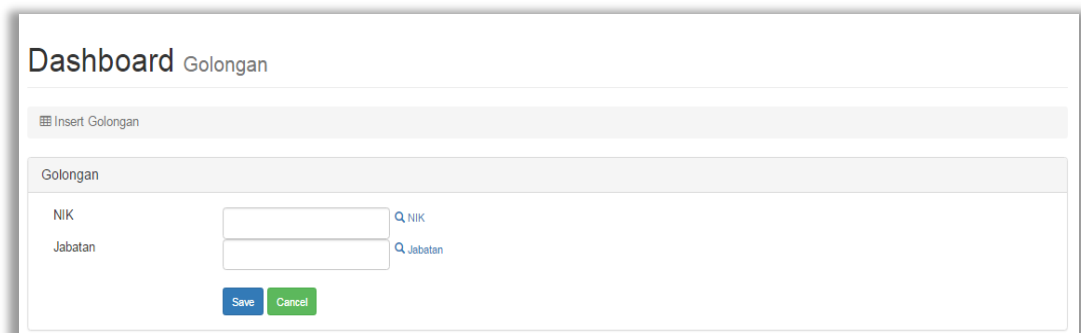 Dashboard Golongan
Insert Golongan
Golongan
NIK NIK
Jabatan Jabatan
Save Cancel